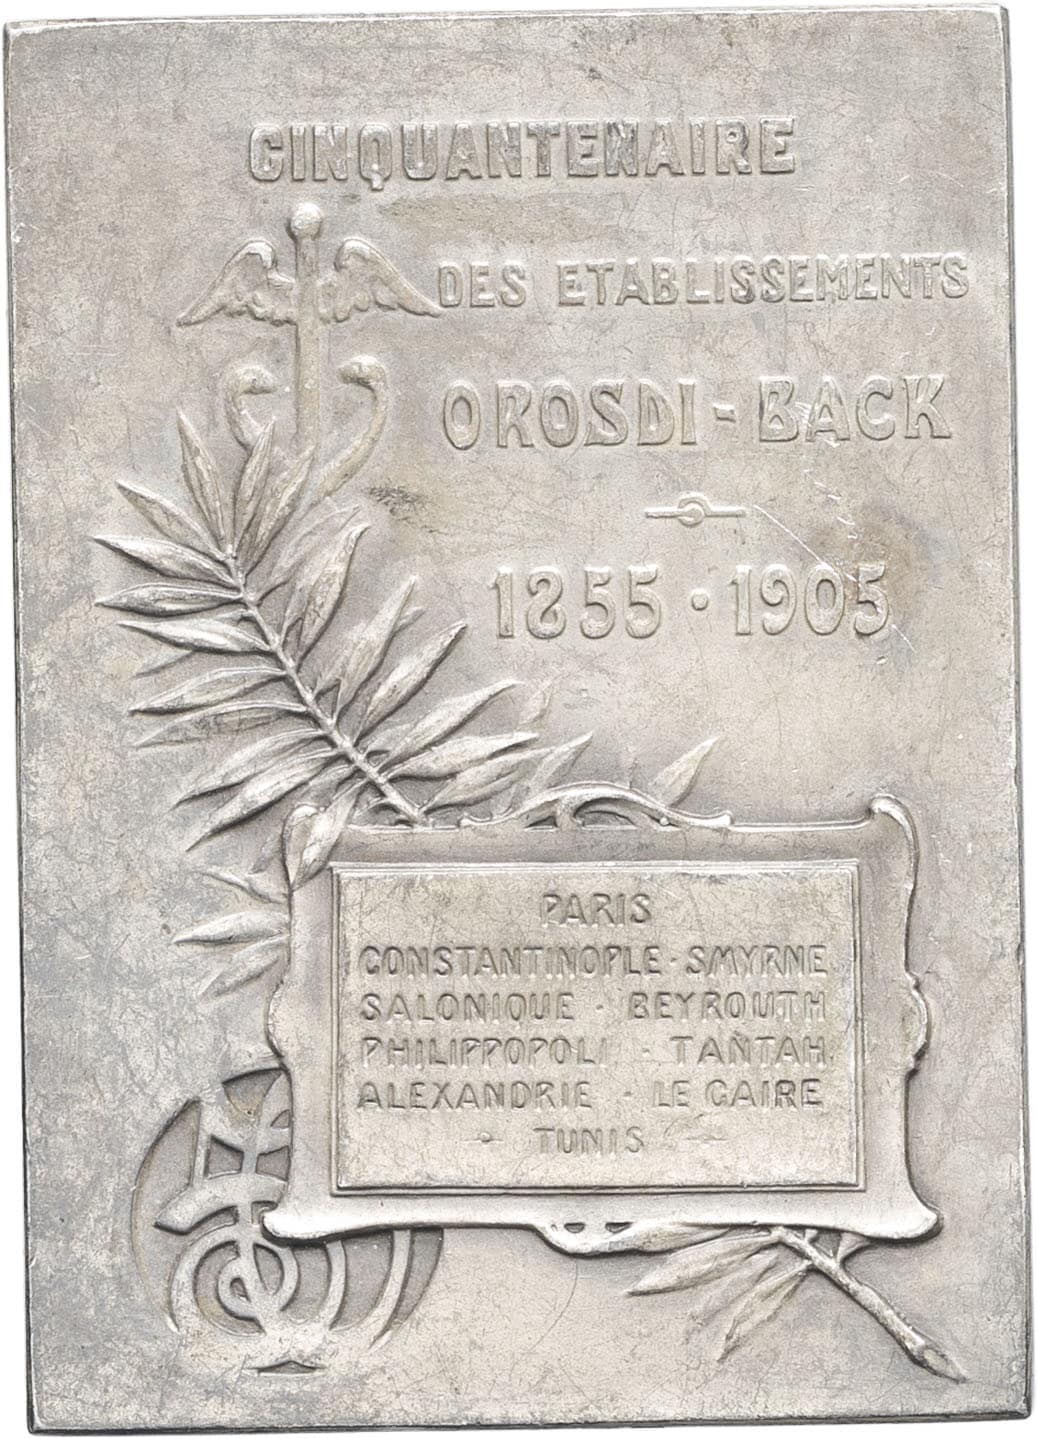 CINQUANTENAIRE
DES ETABLISSEMENTS
OROSDI-BACK
1855 · 1905
PARIS
CONSTANTINOPLE · SMYRNE
SALONIQUE · BEYROUTH
PHILIPPOPOLI - TANTAH
ALEXANDRIE - LE CAIRE
TUNIS